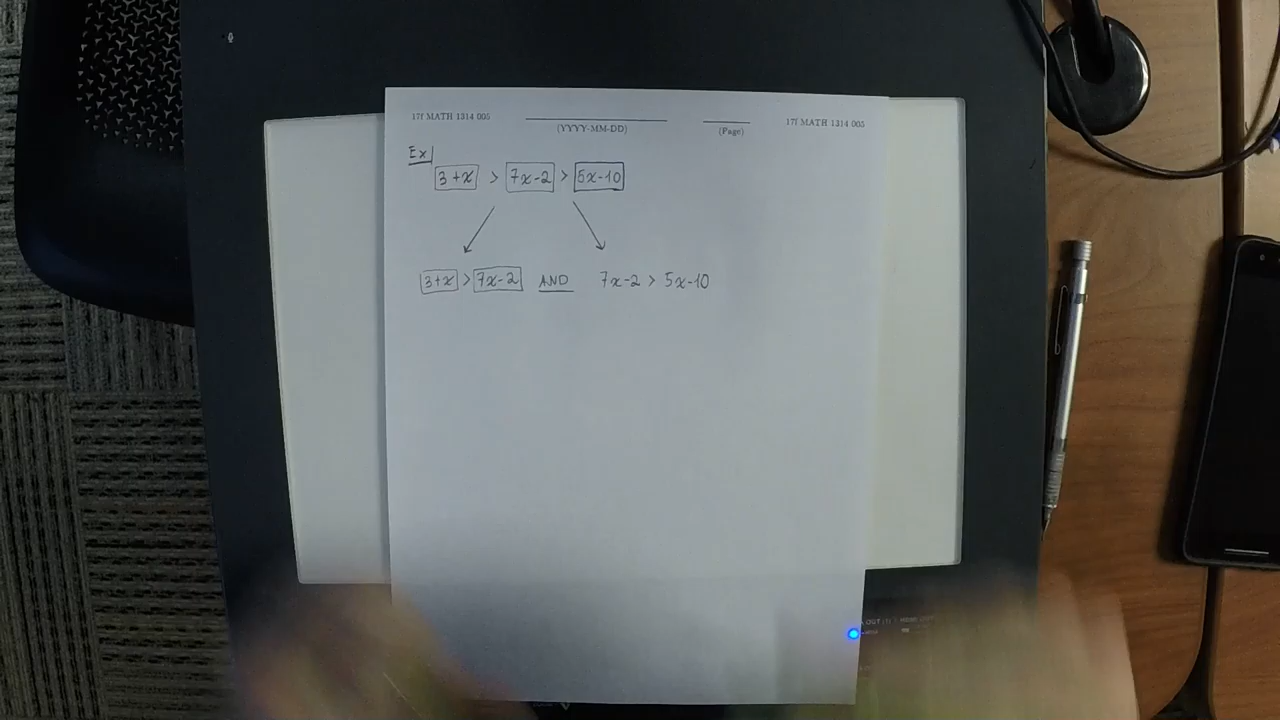 17f MATH 1314 005 (YYYY-MM-DD) (Page) 17f MATH 1314 005
Ex
3+x > 7x-2 > 5x-10
3+x > 7x-2 AND 7x-2 > 5x-10